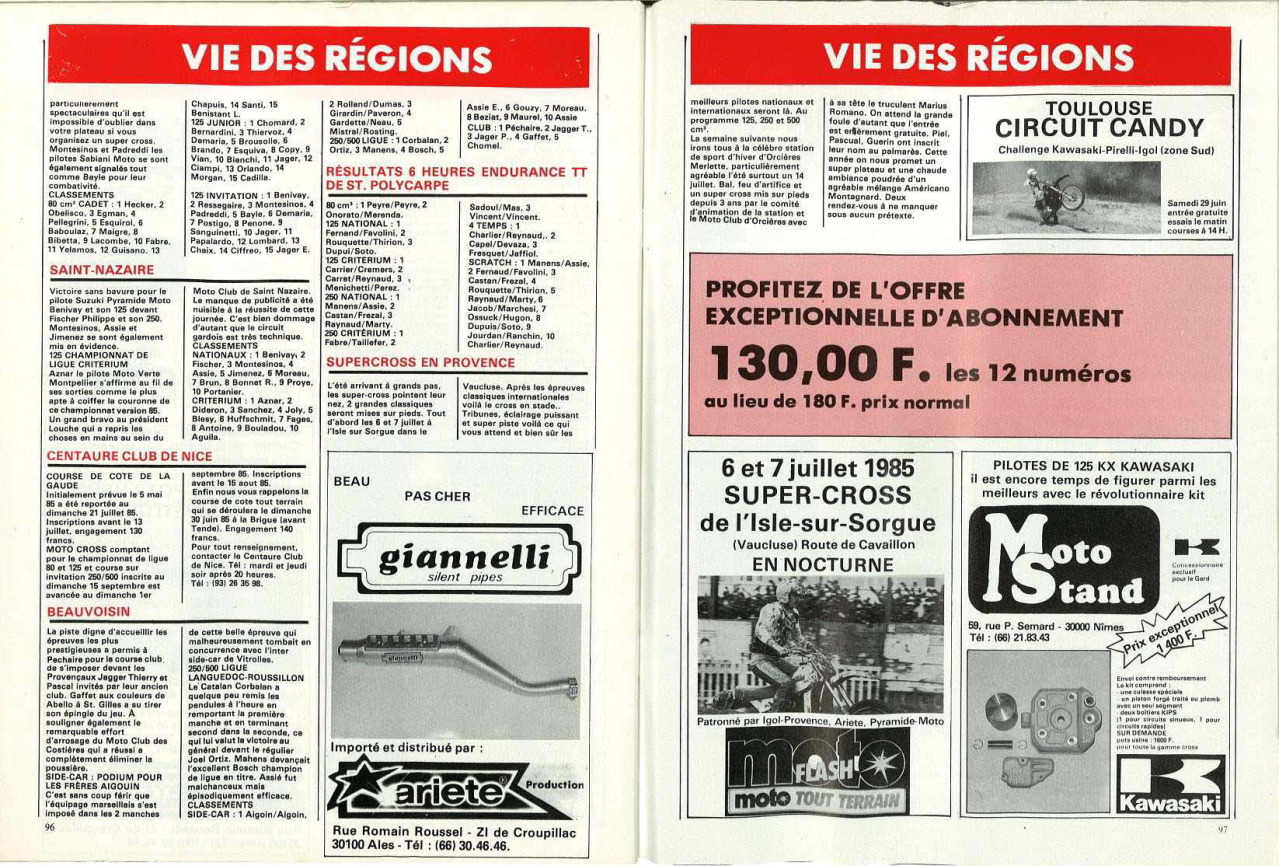 VIE DES RÉGIONS
particulièrement
spectaculaires qu'il est
impossible d'oublier dans
votre plateau si vous
organisez un super cross.
Montesinos et Padreddi les
pilotes Sabiani Moto se sont
également signalés tout
comme Bayle pour leur
combativité.
CLASSEMENTS
80 cm³ CADET : 1 Hecker, 2
Obelisco, 3 Egman, 4
Pellegrini, 5 Esquirol, 6
Baboulaz, 7 Maigre, 8
Bibetta, 9 Lacombe, 10 Fabre,
11 Yelamos, 12 Guisano, 13
Chapuis, 14 Santi, 15
Benistant L.
125 JUNIOR : 1 Chomard, 2
Bernardini, 3 Thiervoz, 4
Demaria, 5 Brousolle, 6
Brando, 7 Esquiva, 8 Copy, 9
Vian, 10 Bianchi, 11 Jager, 12
Ciampi, 13 Orlando, 14
Morgan, 15 Cadilla.
125 INVITATION : 1 Benivay,
2 Ressegaire, 3 Montesinos, 4
Padreddi, 5 Bayle, 6 Demaria,
7 Postigo, 8 Perrone, 9
Sanguinetti, 10 Jager, 11
Papalardo, 12 Lombard, 13
Chaix, 14 Ciffreo, 15 Jager E.
SAINT-NAZAIRE
Victoire sans bavure pour le
pilote Suzuki Pyramide Moto
Benivay et son 125 devant
Fischer Philippe et son 250.
Montesinos, Assie et
Jimenez se sont également
mis en évidence.
125 CHAMPIONNAT DE
LIGUE CRITERIUM
Aznar le pilote Moto Verte
Montpellier s'affirme au fil de
ses sorties comme le plus
apte à coiffer la couronne de
ce championnat version 85.
Un grand bravo au président
Louche qui a repris les
choses en mains au sein du
Moto Club de Saint Nazaire.
Le manque de publicité a été
nuisible à la réussite de cette
journée. C'est bien dommage
d'autant que le circuit
gardois est très technique.
CLASSEMENTS
NATIONAUX : 1 Benivay, 2
Fischer, 3 Montesinos, 4
Assie, 5 Jimenez, 6 Moreau,
7 Brun, 8 Bonnet R., 9 Proye,
10 Portanier.
CRITERIUM : 1 Aznar, 2
Dideron, 3 Sanchez, 4 Joly, 5
Blesy, 6 Huffschmit, 7 Fages,
8 Antoine, 9 Bouladou, 10
Aguila.
CENTAURE CLUB DE NICE
COURSE DE COTE DE LA
GAUDE
Initialement prévue le 5 mai
85 a été reportée au
dimanche 21 juillet 85.
Inscriptions avant le 13
juillet, engagement 130
francs.
MOTO CROSS comptant
pour le championnat de ligue
80 et 125 et course sur
invitation 250/500 inscrite au
dimanche 15 septembre est
avancée au dimanche 1er
septembre 85. Inscriptions
avant le 15 aout 85.
Enfin nous vous rappelons la
course de cote tout terrain
qui se déroulera le dimanche
30 juin 85 à la Brigue (avant
Tende). Engagement 140
francs.
Pour tout renseignement,
contacter le Centaure Club
de Nice. Tél : mardi et jeudi
soir après 20 heures.
Tél : (93) 26 35 98.
BEAUVOISIN
La piste digne d'accueillir les
épreuves les plus
prestigieuses a permis à
Pechaire pour la course club,
de s'imposer devant les
Provençaux Jagger Thierry et
Pascal invités par leur ancien
club. Gaffet aux couleurs de
Abello à St. Gilles a su tirer
son épingle du jeu. À
souligner également le
remarquable effort
d'arrosage du Moto Club des
Costières qui a réussi a
complètement éliminer la
poussière.
SIDE-CAR : PODIUM POUR
LES FRÈRES AIGOUIN
C'est sans coup férir que
l'équipage marseillais s'est
imposé dans les 2 manches
de cette belle épreuve qui
malheureusement tombait en
concurrence avec l'inter
side-car de Vitrolles.
250/500 LIGUE
LANGUEDOC-ROUSSILLON
Le Catalan Corbalan a
quelque peu remis les
pendules à l'heure en
remportant la première
manche et en terminant
second dans la seconde, ce
qui lui valut la victoire au
général devant le régulier
Joel Ortiz. Mahens devançait
l'excellent Bosch champion
de ligue en titre. Assié fut
malchanceux mais
épisodiquement efficace.
CLASSEMENTS
SIDE-CAR : 1 Aigoin/Aigoin,
2 Rolland/Dumas, 3
Girardin/Paveron, 4
Gardette/Neau, 5
Mistral/Rosting.
250/500 LIGUE : 1 Corbalan, 2
Ortiz, 3 Manens, 4 Bosch, 5
Assie E., 6 Gouzy, 7 Moreau,
8 Beziat, 9 Maurel, 10 Assie
CLUB : 1 Péchaire, 2 Jagger T.,
3 Jager P., 4 Gaffet, 5
Chomel.
RÉSULTATS 6 HEURES ENDURANCE TT
DE ST. POLYCARPE
80 cm³ : 1 Peyre/Peyre, 2
Onorato/Merenda.
125 NATIONAL : 1
Fernand/Favolini, 2
Rouquette/Thirion, 3
Dupui/Soto.
125 CRITERIUM : 1
Carrier/Cremers, 2
Carret/Reynaud, 3
Menichetti/Perez.
250 NATIONAL : 1
Manens/Assie, 2
Castan/Frezal, 3
Raynaud/Marty.
250 CRITÉRIUM : 1
Fabre/Taillefer, 2
Sadoul/Mas, 3
Vincent/Vincent.
4 TEMPS : 1
Charlier/Reynaud,. 2
Capel/Devaza, 3
Fresquet/Jaffiol.
SCRATCH : 1 Manens/Assie,
2 Fernaud/Favolini, 3
Castan/Frezal, 4
Rouquette/Thirion, 5
Reynaud/Marty, 6
Jacob/Marchesi, 7
Ossuck/Hugon, 8
Dupuis/Soto, 9
Jourdan/Ranchin, 10
Charlier/Reynaud.
SUPERCROSS EN PROVENCE
L'été arrivant à grands pas,
les super-cross pointent leur
nez, 2 grandes classiques
seront mises sur pieds. Tout
d'abord les 6 et 7 juillet à
l'Isle sur Sorgue dans le
Vaucluse. Après les épreuves
classiques internationales
voilà le cross en stade..
Tribunes, éclairage puissant
et super piste voilà ce qui
vous attend et bien sûr les
BEAU
PAS CHER
EFFICACE
giannelli
silent pipes
giannelli
Importé et distribué par :
ariete
Production
Rue Romain Roussel - ZI de Croupillac
30100 Ales - Tél : (66) 30.46.46.
96
VIE DES RÉGIONS
meilleurs pilotes nationaux et
internationaux seront là. Au
programme 125, 250 et 500
cm³.
La semaine suivante nous
irons tous à la célèbre station
de sport d'hiver d'Orcières
Merlette, particulièrement
agréable l'été surtout un 14
juillet. Bal, feu d'artifice et
un super cross mis sur pieds
depuis 3 ans par le comité
d'animation de la station et
le Moto Club d'Orcières avec
à sa tête le truculent Marius
Romano. On attend la grande
foule d'autant que l'entrée
est entièrement gratuite. Piel,
Pascual, Guerin ont inscrit
leur nom au palmarès. Cette
année on nous promet un
super plateau et une chaude
ambiance poudrée d'un
agréable mélange Américano
Montagnard. Deux
rendez-vous à ne manquer
sous aucun prétexte.
TOULOUSE
CIRCUIT CANDY
Challenge Kawasaki-Pirelli-Igol (zone Sud)
Samedi 29 juin
entrée gratuite
essais le matin
courses à 14 H.
PROFITEZ DE L'OFFRE
EXCEPTIONNELLE D'ABONNEMENT
130,00 F. les 12 numéros
au lieu de 180 F. prix normal
6 et 7 juillet 1985
SUPER-CROSS
de l'Isle-sur-Sorgue
(Vaucluse) Route de Cavaillon
EN NOCTURNE
Patronné par Igol-Provence, Ariete, Pyramide-Moto
moto FLASH
moto TOUT TERRAIN
PILOTES DE 125 KX KAWASAKI
il est encore temps de figurer parmi les
meilleurs avec le révolutionnaire kit
Moto
Stand
K
Concessionnaire
exclusif
pour le Gard
59, rue P. Semard - 30000 Nîmes
Tél : (66) 21.83.43
Prix exceptionnel
1 400 F.
Envoi contre remboursement
Le kit comprend :
- une culasse spéciale
- un piston forgé traité au plomb
avec un seul segment
- deux boîtiers KIPS
(1 pour circuits sinueux, 1 pour
circuits rapides)
SUR DEMANDE
pots usine : 1600 F.
pour toute la gamme cross
K
Kawasaki
97